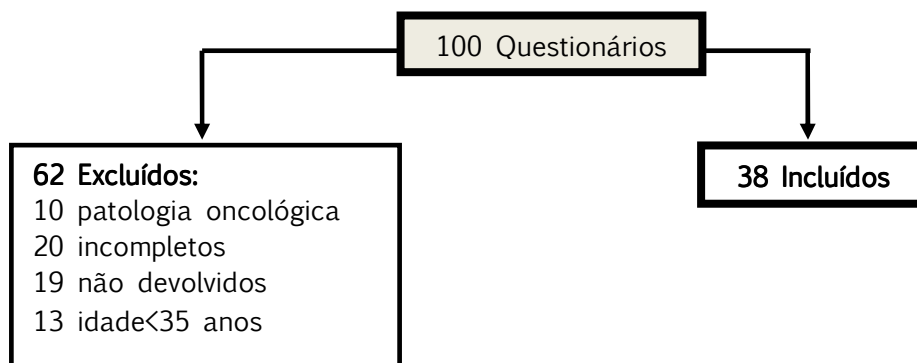 100 Questionários
62 Excluídos:
10 patologia oncológica
20 incompletos
19 não devolvidos
13 idade<35 anos
38 Incluídos